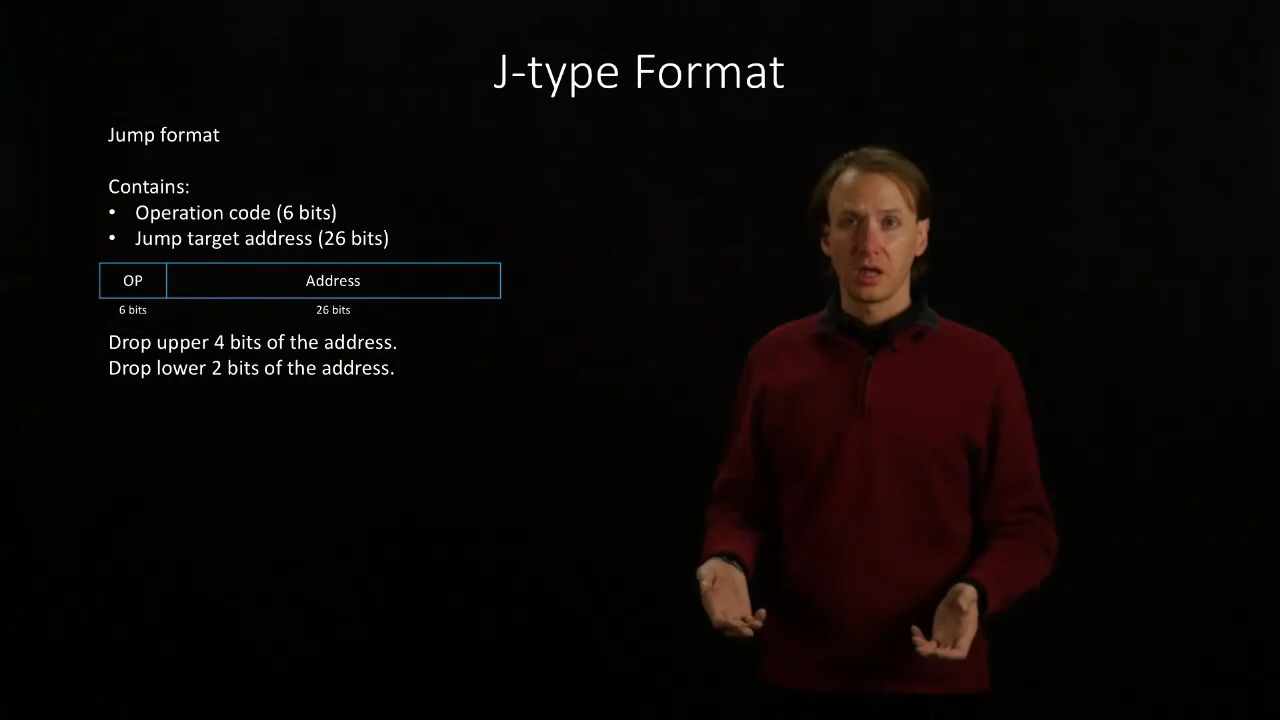 J-type Format
Jump format
Contains:
• Operation code (6 bits)
• Jump target address (26 bits)
OP Address
6 bits 26 bits
Drop upper 4 bits of the address.
Drop lower 2 bits of the address.